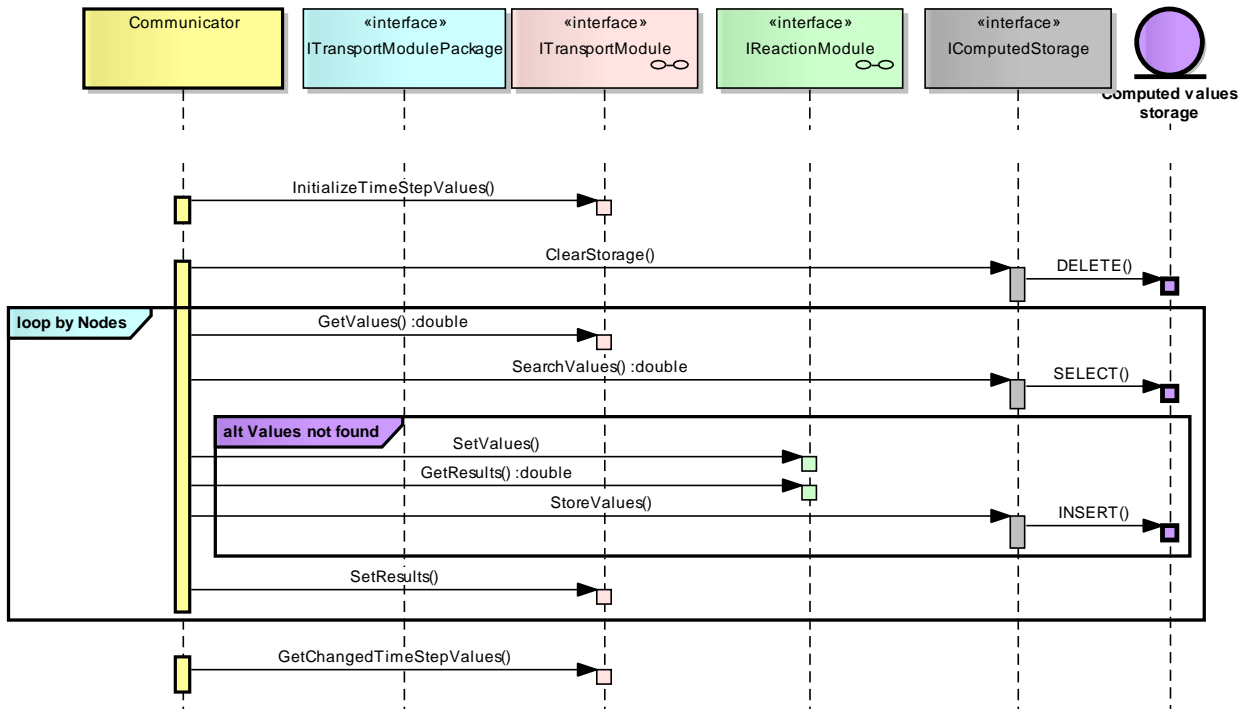 Communicator
«interface»
ITransportModulePackage
«interface»
ITransportModule
«interface»
IReactionModule
«interface»
IComputedStorage
Computed values
storage
InitializeTimeStepValues()
ClearStorage()
DELETE()
loop by Nodes
GetValues() :double
SearchValues() :double
SELECT()
alt Values not found
SetValues()
GetResults() :double
StoreValues()
INSERT()
SetResults()
GetChangedTimeStepValues()